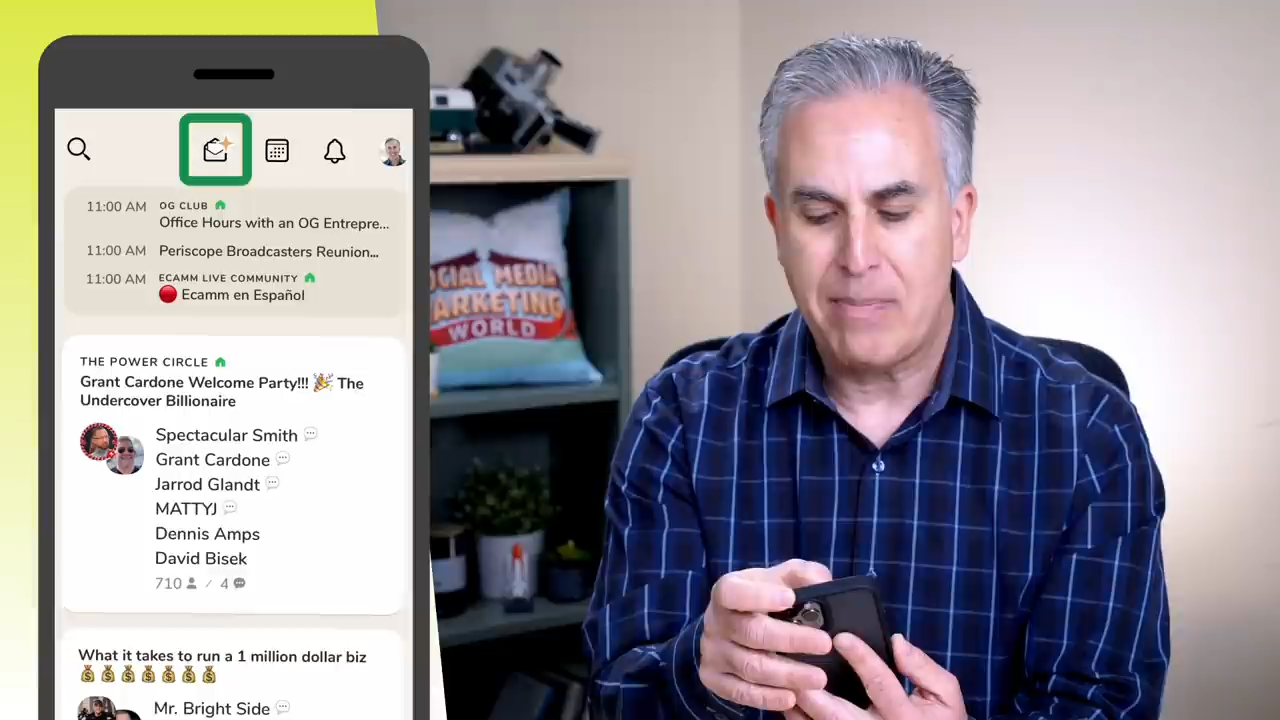 11:00 AM OG CLUB
Office Hours with an OG Entrepre...
11:00 AM Periscope Broadcasters Reunion...
11:00 AM ECAMM LIVE COMMUNITY
🔴 Ecamm en Español
THE POWER CIRCLE
Grant Cardone Welcome Party!!! 🎉 The
Undercover Billionaire
Spectacular Smith
Grant Cardone
Jarrod Glandt
MATTYJ
Dennis Amps
David Bisek
710 / 4
What it takes to run a 1 million dollar biz
💰💰💰💰💰💰💰
Mr. Bright Side
MEDIA
WORLD